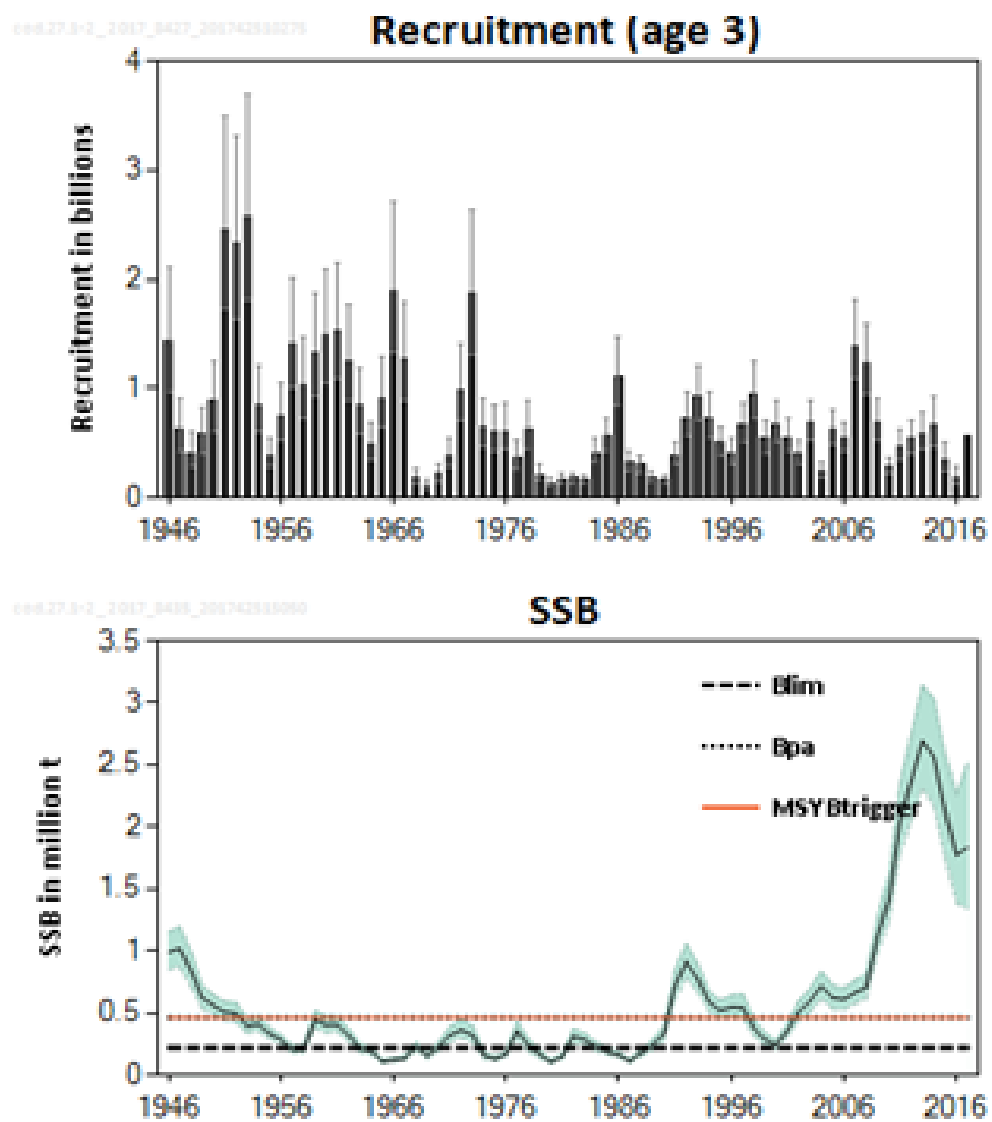 Recruitment (age 3)
Recruitment in billions
4
3
2
1
0
1946 1956 1966 1976 1986 1996 2006 2016
SSB
SSB in million t
3.5
3
2.5
2
1.5
1
0.5
0
Blim
Bpa
MSYBtrigger
1946 1956 1966 1976 1986 1996 2006 2016